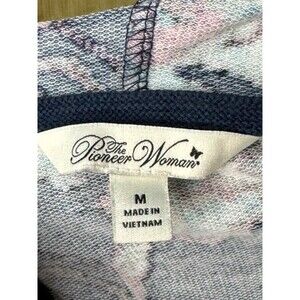 The
Pioneer Woman
M
MADE IN
VIETNAM